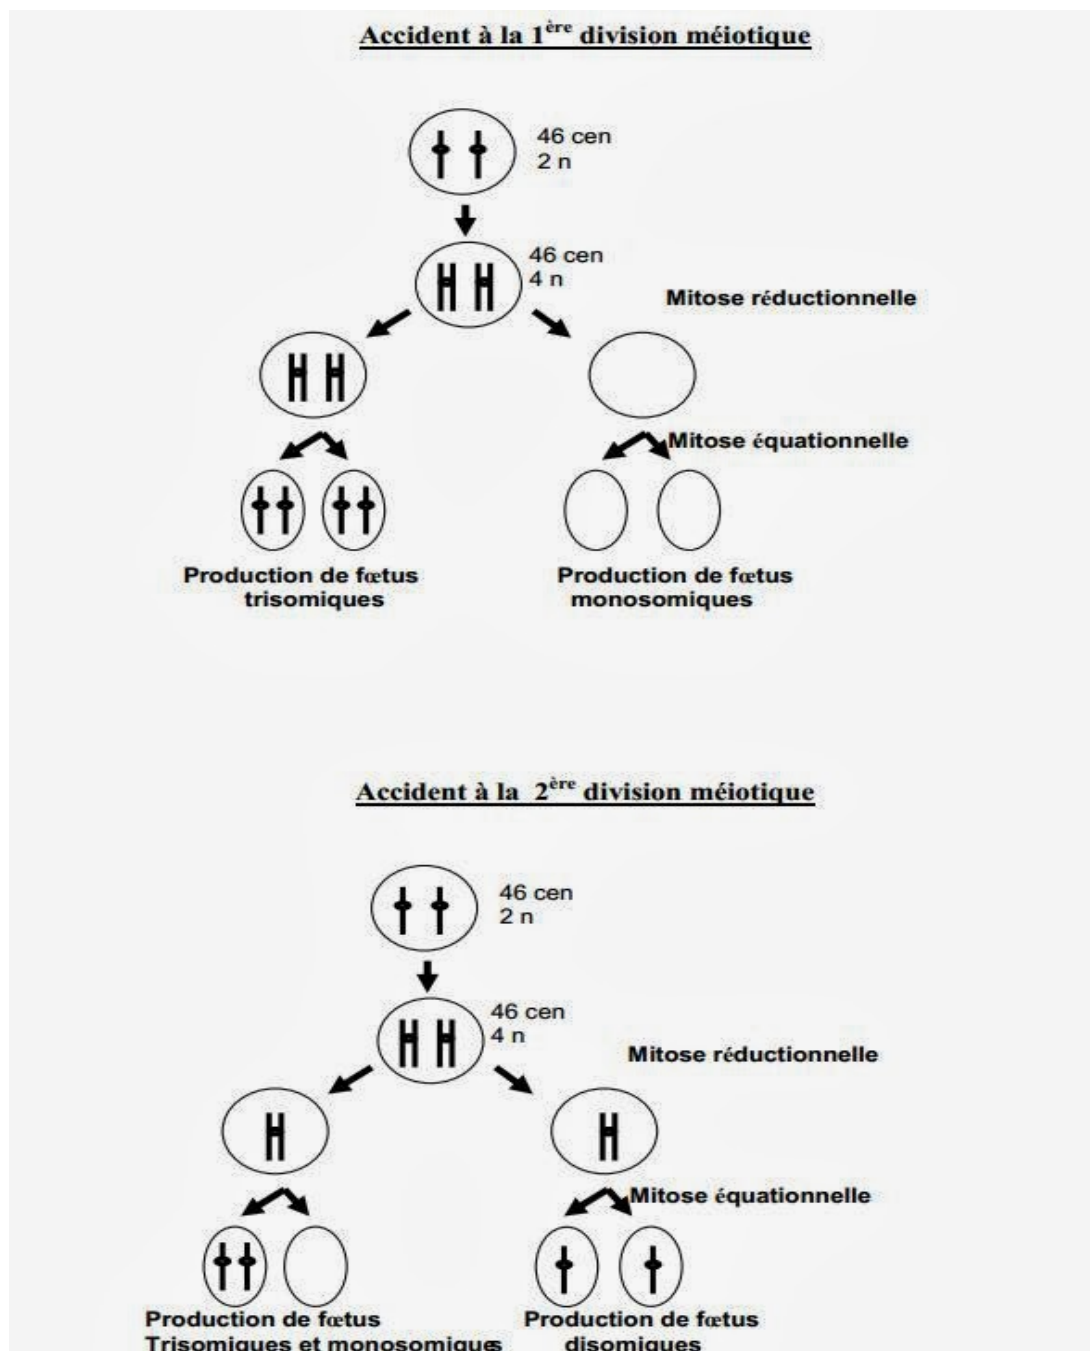 Accident à la 1ère division méiotique
46 cen
2 n
46 cen
4 n
Mitose réductionnelle
Mitose équationnelle
Production de fœtus
trisomiques
Production de fœtus
monosomiques
Accident à la 2ère division méiotique
46 cen
2 n
46 cen
4 n
Mitose réductionnelle
Mitose équationnelle
Production de fœtus
Trisomiques et monosomiques
Production de fœtus
disomiques